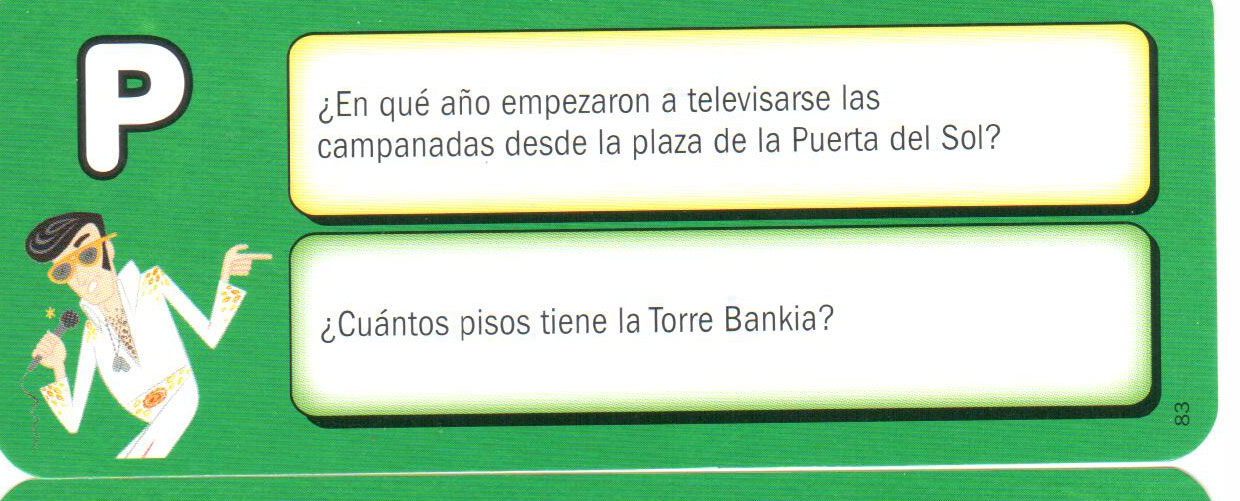 P
¿En qué año empezaron a televisarse las
campanadas desde la plaza de la Puerta del Sol?
¿Cuántos pisos tiene la Torre Bankia?
83